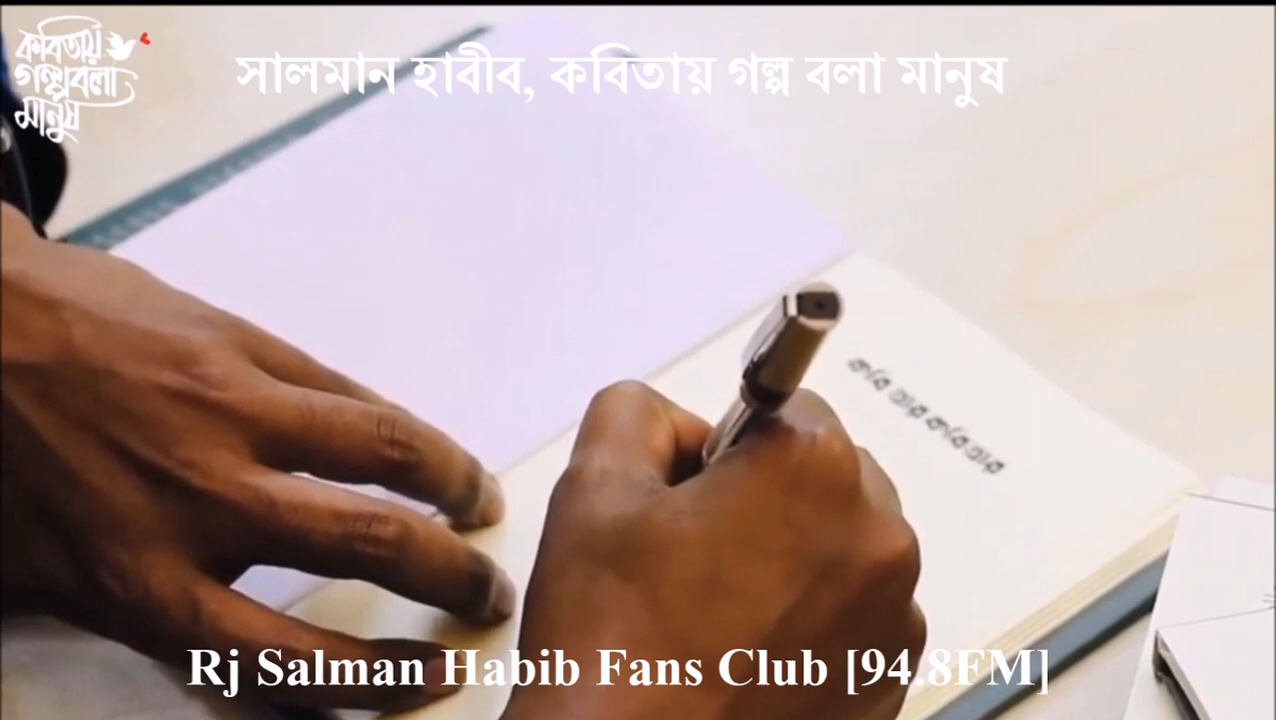 কবিতায়
গল্পবলা
মানুষ
সালমান হাবীব, কবিতায় গল্প বলা মানুষ
Rj Salman Habib Fans Club [94.8FM]